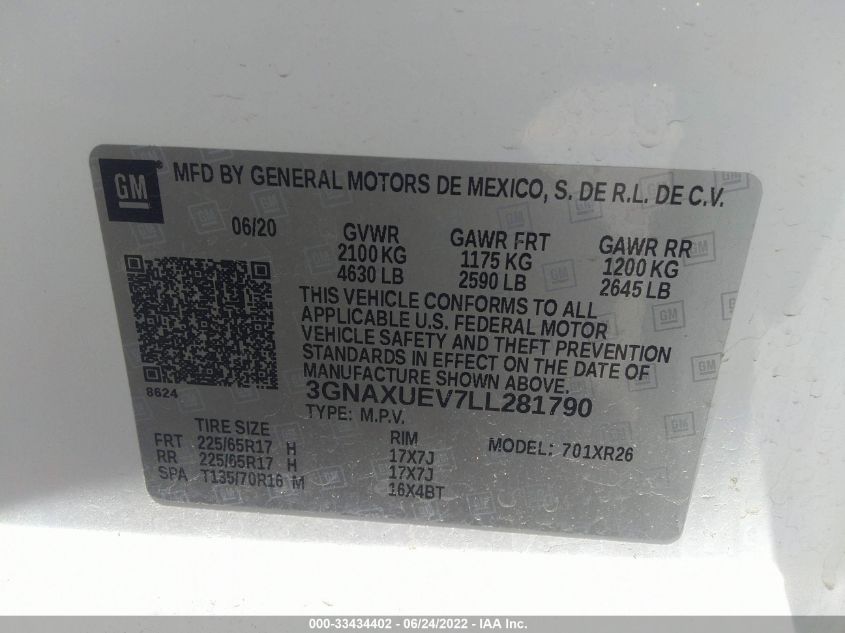 GM
MFD BY GENERAL MOTORS DE MEXICO, S. DE R.L. DE C.V.
06/20
GVWR GAWR FRT GAWR RR
2100 KG 1175 KG 1200 KG
4630 LB 2590 LB 2645 LB
THIS VEHICLE CONFORMS TO ALL
APPLICABLE U.S. FEDERAL MOTOR
VEHICLE SAFETY AND THEFT PREVENTION
STANDARDS IN EFFECT ON THE DATE OF
MANUFACTURE SHOWN ABOVE.
8624
3GNAXUEV7LL281790
TYPE: M.P.V.
TIRE SIZE RIM MODEL: 701XR26
FRT 225/65R17 H 17X7J
RR 225/65R17 H 17X7J
SPA T135/70R16 M 16X4BT
000-33434402 - 06/24/2022 - IAA Inc.